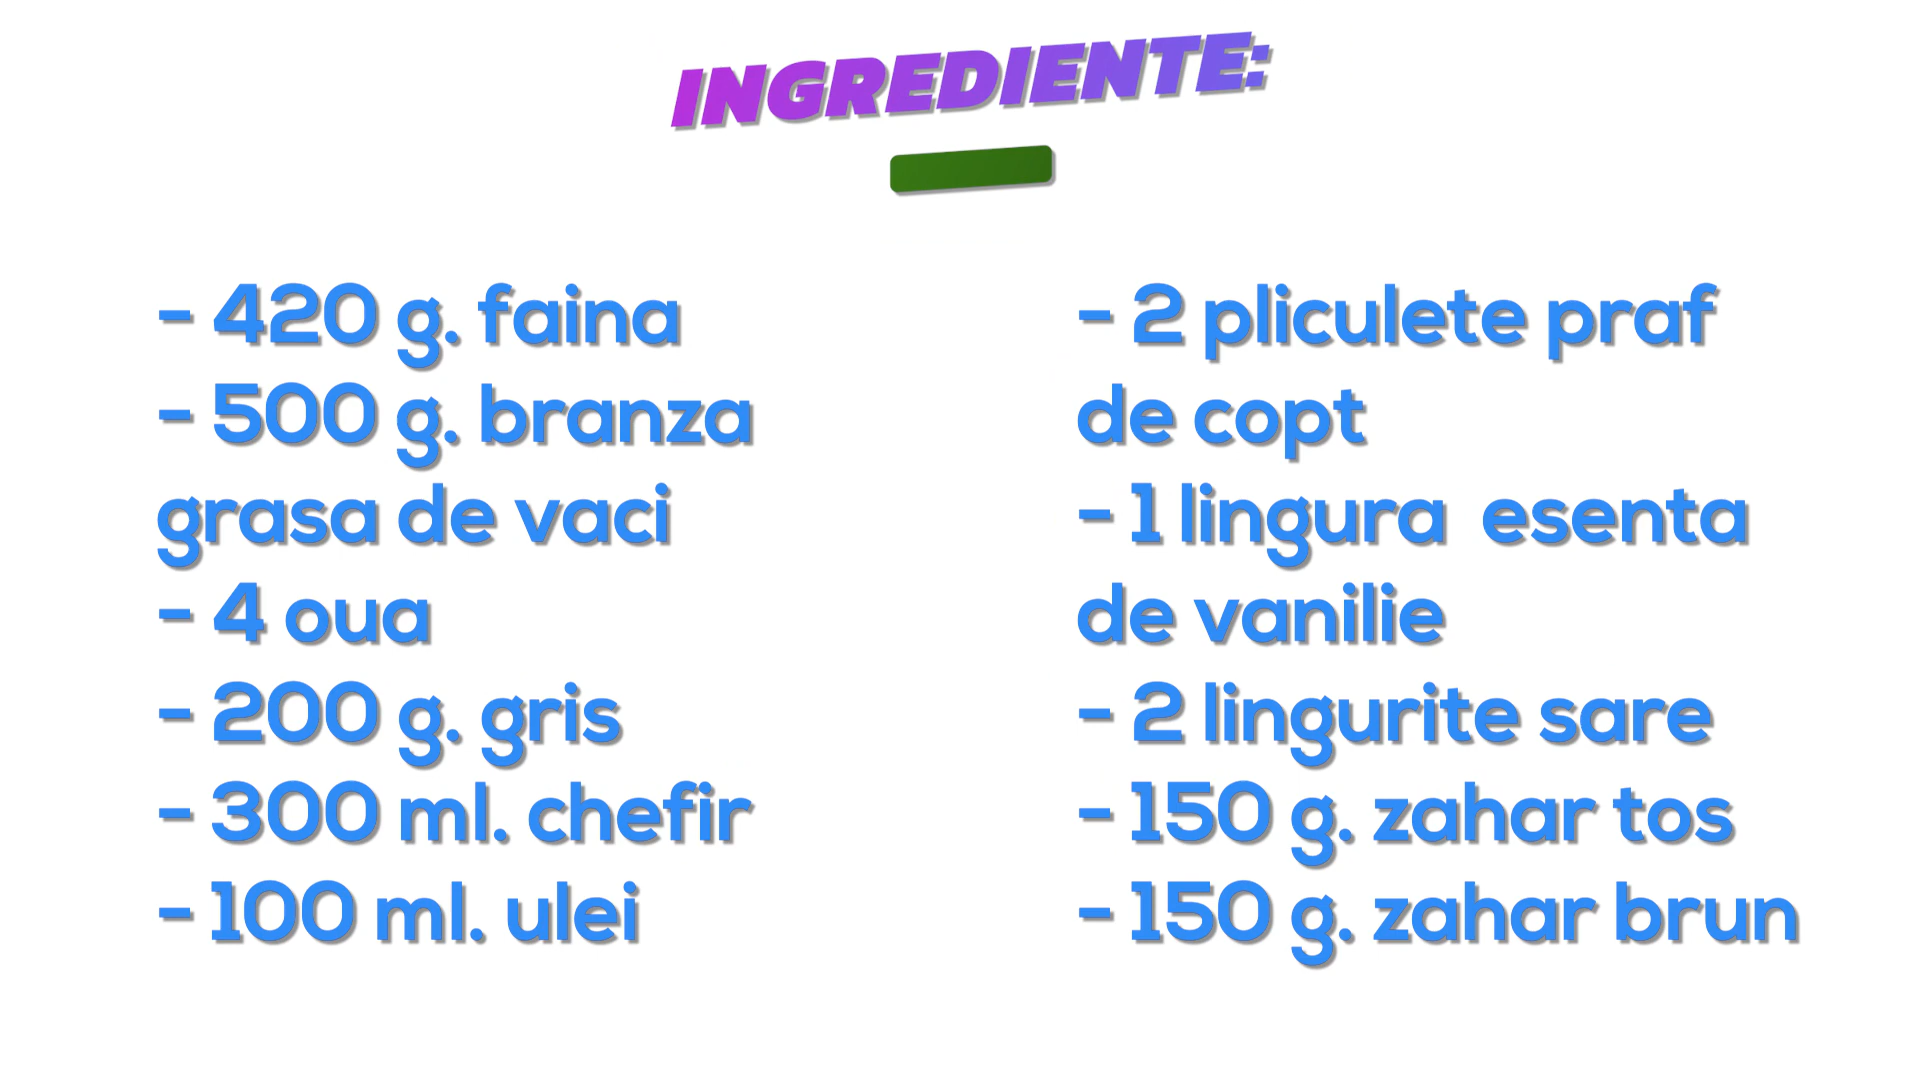 INGREDIENTE:
- 420 g. faina
- 500 g. branza
grasa de vaci
- 4 oua
- 200 g. gris
- 300 ml. chefir
- 100 ml. ulei
- 2 pliculete praf
de copt
- 1 lingura  esenta
de vanilie
- 2 lingurite sare
- 150 g. zahar tos
- 150 g. zahar brun